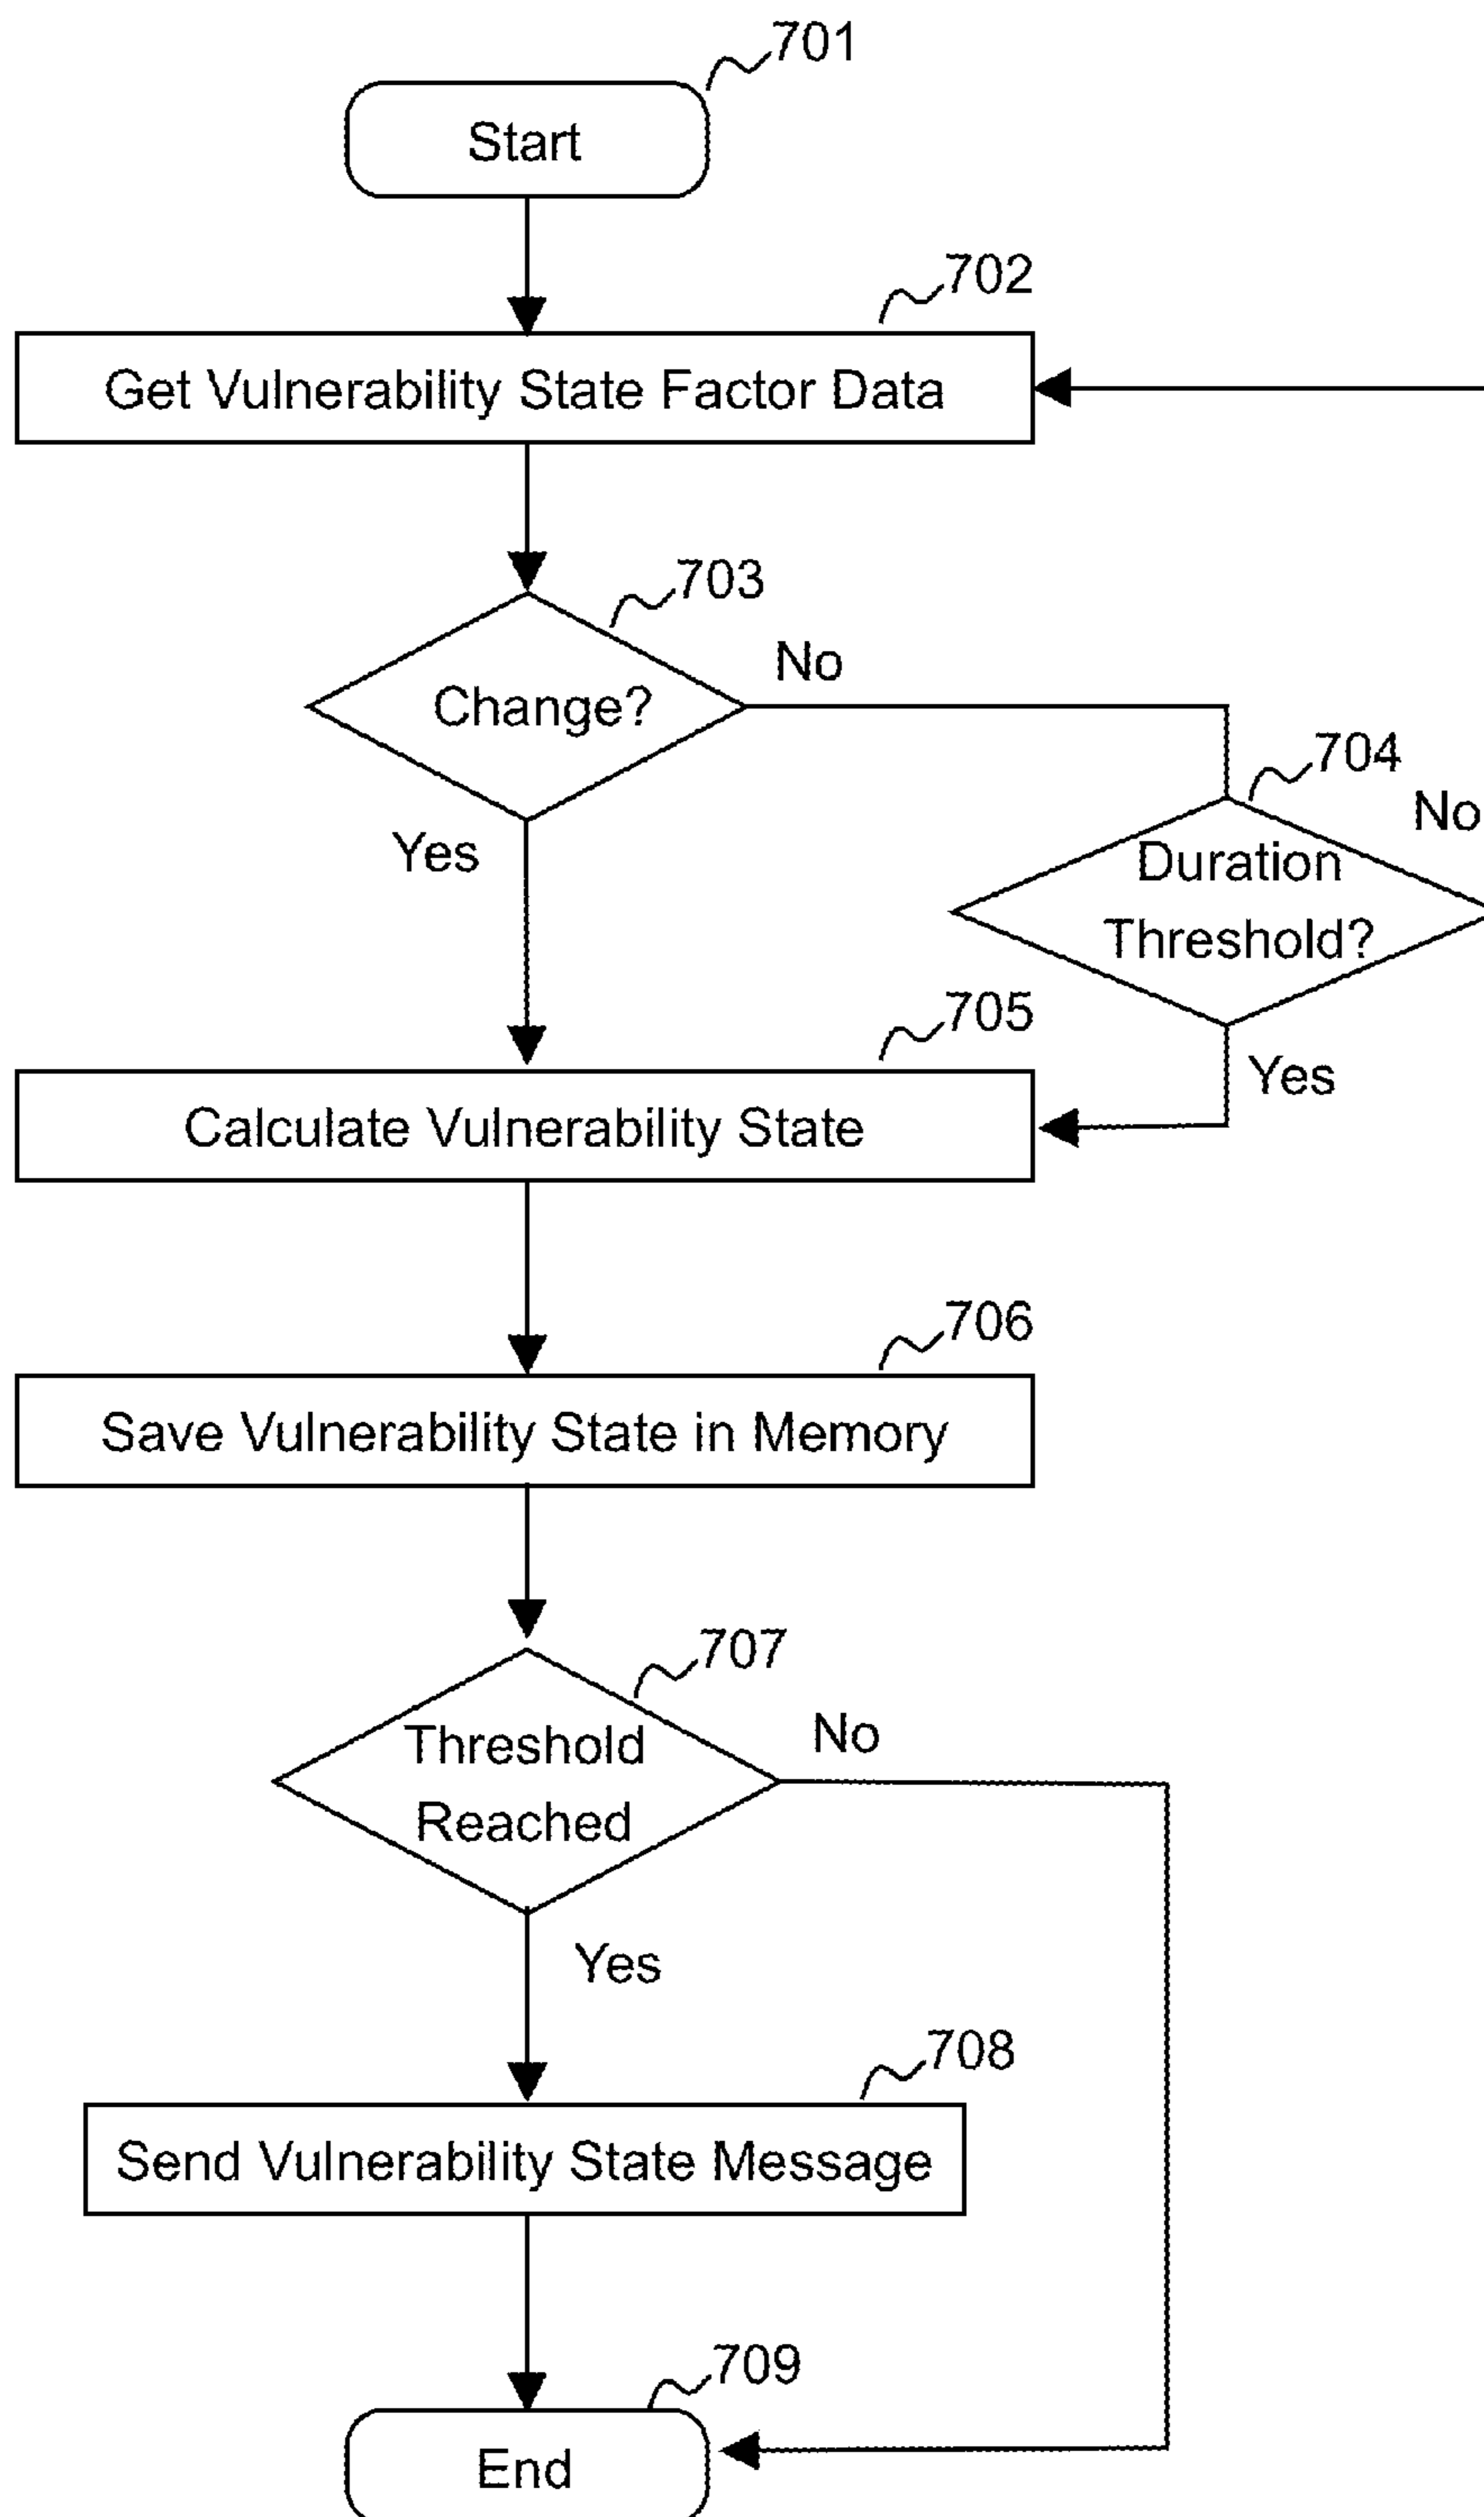 701
Start
702
Get Vulnerability State Factor Data
703
Change?
No
704
No
Duration
Threshold?
Yes
705
Yes
Calculate Vulnerability State
706
Save Vulnerability State in Memory
707
Threshold
Reached
No
Yes
708
Send Vulnerability State Message
709
End